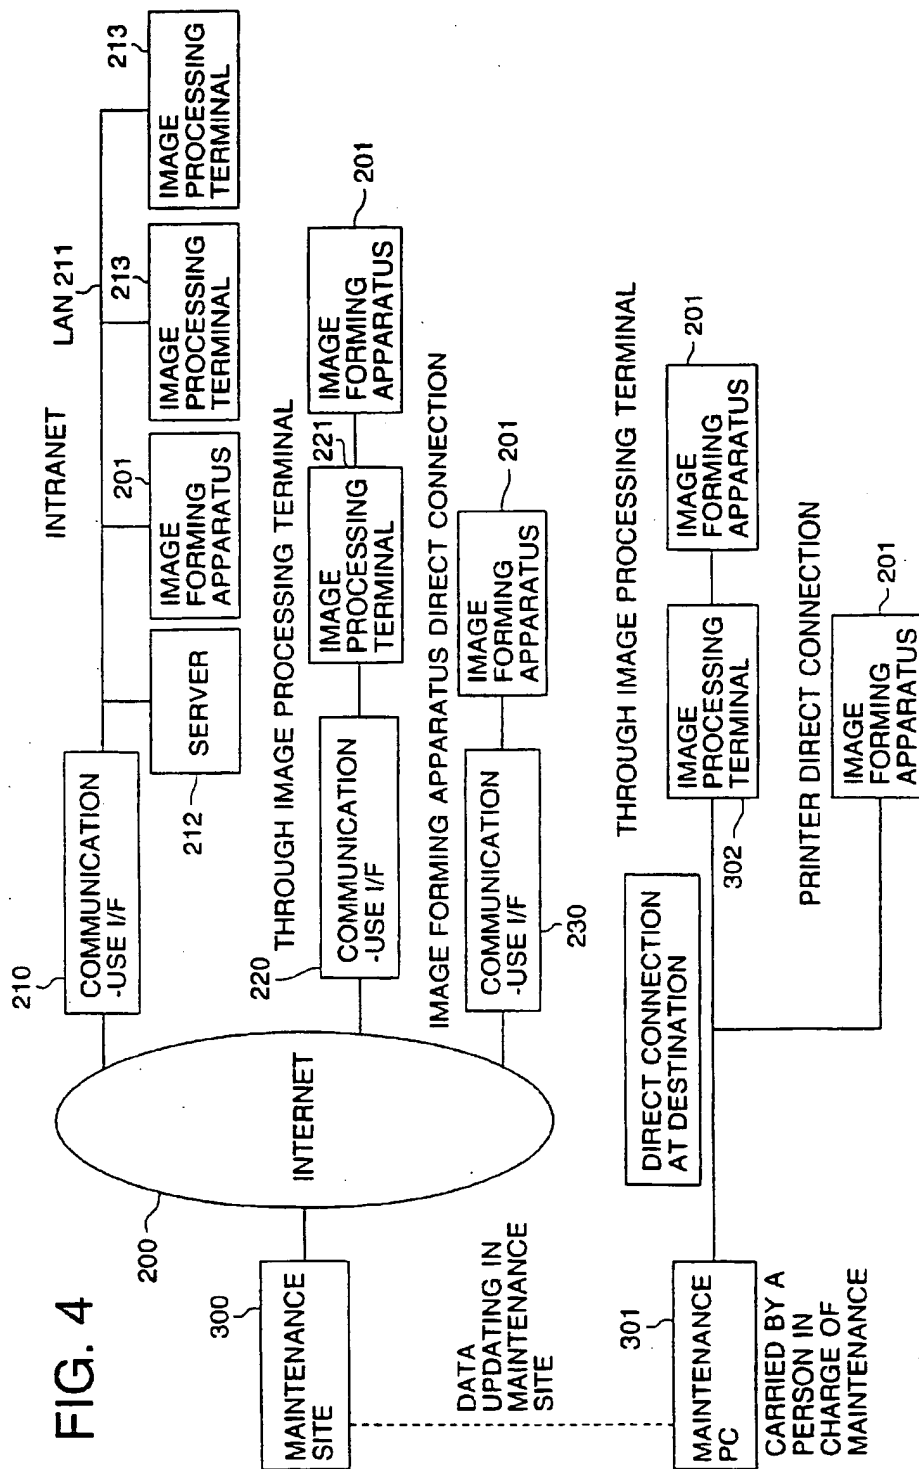 FIG. 4
INTRANET
LAN 211
210
COMMUNICATION
-USE I/F
SERVER
212
201
IMAGE
FORMING
APPARATUS
213
IMAGE
PROCESSING
TERMINAL
213
IMAGE
PROCESSING
TERMINAL
THROUGH IMAGE PROCESSING TERMINAL
220
COMMUNICATION
-USE I/F
221
IMAGE
PROCESSING
TERMINAL
201
IMAGE
FORMING
APPARATUS
IMAGE FORMING APPARATUS DIRECT CONNECTION
230
COMMUNICATION
-USE I/F
201
IMAGE
FORMING
APPARATUS
200
INTERNET
300
MAINTENANCE
SITE
DATA
UPDATING IN
MAINTENANCE
SITE
301
MAINTENANCE
PC
CARRIED BY A
PERSON IN
CHARGE OF
MAINTENANCE
DIRECT CONNECTION
AT DESTINATION
THROUGH IMAGE PROCESSING TERMINAL
302
IMAGE
PROCESSING
TERMINAL
201
IMAGE
FORMING
APPARATUS
PRINTER DIRECT CONNECTION
201
IMAGE
FORMING
APPARATUS